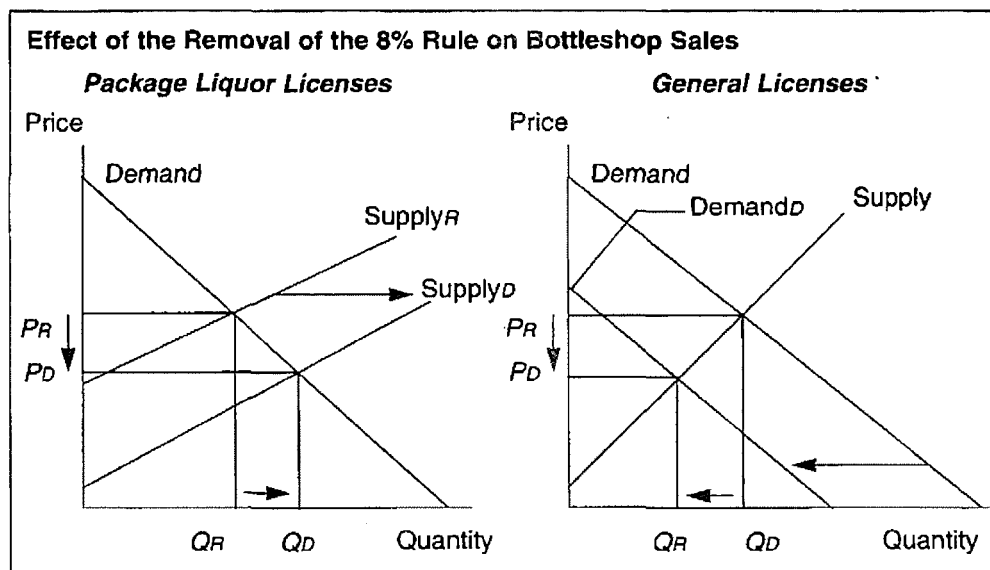 Effect of the Removal of the 8% Rule on Bottleshop Sales
Package Liquor Licenses
Price
Demand
SupplyR
SupplyD
PR
PD
QR QD Quantity
General Licenses
Price
Demand
DemandD
Supply
PR
PD
QR QD Quantity